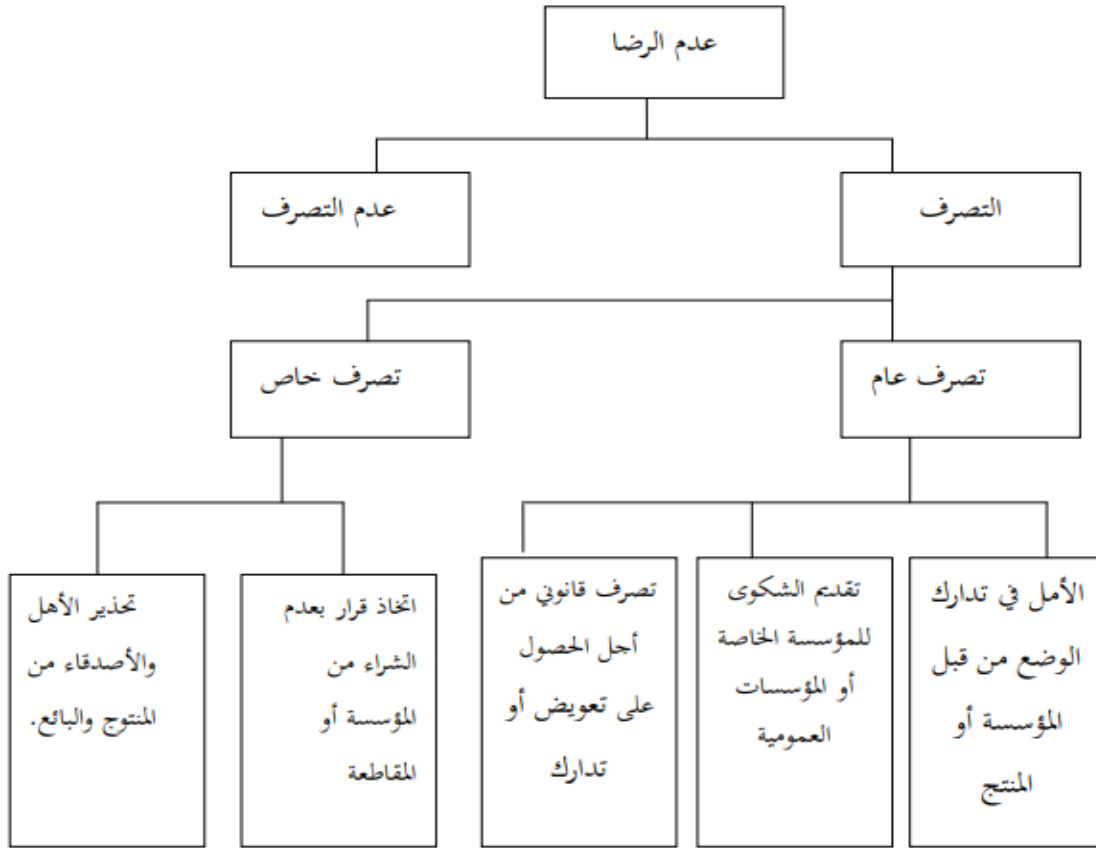 عدم الرضا
التصرف
عدم التصرف
تصرف عام
تصرف خاص
الأمل في تدارك
الوضع من قبل
المؤسسة أو
المنتج
تقديم الشكوى
للمؤسسة الخاصة
أو المؤسسات
العمومية
تصرف قانوني من
أجل الحصول
على تعويض أو
تدارك
اتخاذ قرار بعدم
الشراء من
المؤسسة أو
المقاطعة
تحذير الأهل
والأصدقاء من
المنتوج والبائع.